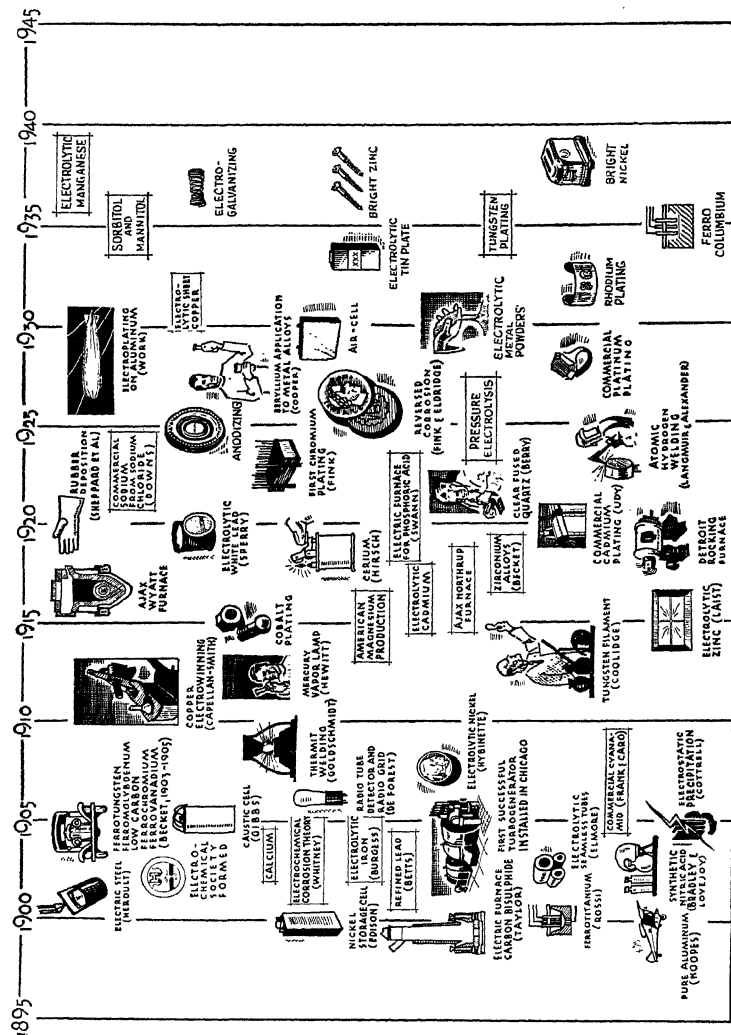 1895
1900
1905
1910
1915
1920
1925
1930
1935
1940
1945
ELECTRIC STEEL
(HEROULT)
FERROTUNGSTEN
FERROMOLYBDENUM
LOW CARBON
FERROCHROMIUM
FERROVANADIUM
(BECKET, 1903-1905)
ELECTRO-
CHEMICAL
SOCIETY
FORMED
CAUSTIC CELL
(GIBBS)
CALCIUM
ELECTROCHEMICAL
CORROSION THEORY
(WHITNEY)
NICKEL
STORAGE CELL
(EDISON)
RADIO TUBE
DETECTOR AND
RADIO GRID
(DE FOREST)
ELECTROLYTIC
IRON
(BURGESS)
REFINED LEAD
(BETTS)
ELECTRIC FURNACE
CARBON BISULPHIDE
(TAYLOR)
FIRST SUCCESSFUL
TURBOGENERATOR
INSTALLED IN CHICAGO
FERROTITANIUM
(ROSSI)
ELECTROLYTIC
SEAMLESS TUBES
(ELMORE)
COMMERCIAL CYANA-
MID (FRANK & CARO)
PURE ALUMINUM
(HOOPES)
SYNTHETIC
NITRIC ACID
(BRADLEY &
LOVEJOY)
ELECTROSTATIC
PRECIPITATION
(COTTRELL)
COPPER
ELECTROWINNING
(CAPELLAN-SMITH)
THERMIT
WELDING
(GOLDSCHMIDT)
MERCURY
VAPOR LAMP
(HEWITT)
COBALT
PLATING
ELECTROLYTIC NICKEL
(HYBINETTE)
TUNGSTEN FILAMENT
(COOLIDGE)
ELECTROLYTIC
ZINC (LAIST)
AJAX
WYATT
FURNACE
AMERICAN
MAGNESIUM
PRODUCTION
ELECTROLYTIC
CADMIUM
AJAX NORTHRUP
FURNACE
ZIRCONIUM
ALLOYS
(BECKET)
ELECTROLYTIC
WHITE LEAD
(SPERRY)
CERIUM
(HIRSCH)
ELECTRIC FURNACE
FOR PHOSPHORIC ACID
(SWANN)
CLEAR FUSED
QUARTZ (BERRY)
COMMERCIAL
CADMIUM
PLATING (UDY)
DETROIT
ROCKING
FURNACE
RUBBER
DEPOSITION
(SHEPPARD ET AL)
COMMERCIAL
SODIUM
FROM SODIUM
CHLORIDE
(DOWNS)
ANODIZING
FIRST CHROMIUM
PLATING
(FINK)
REVERSED
CORROSION
(FINK & ELDRIDGE)
PRESSURE
ELECTROLYSIS
ATOMIC
HYDROGEN
WELDING
(LANGMUIR & ALEXANDER)
ELECTROPLATING
ON ALUMINUM
(WORK)
ELECTRO-
LYTIC SHEET
COPPER
BERYLLIUM APPLICATION
TO METAL ALLOYS
(COOPER)
AIR-CELL
ELECTROLYTIC
METAL
POWDERS
COMMERCIAL
PLATINUM
PLATING
RHODIUM
PLATING
ELECTROLYTIC
TIN PLATE
XXX
SORBITOL
AND
MANNITOL
TUNGSTEN
PLATING
FERRO
COLUMBIUM
ELECTROLYTIC
MANGANESE
ELECTRO-
GALVANIZING
BRIGHT ZINC
BRIGHT
NICKEL